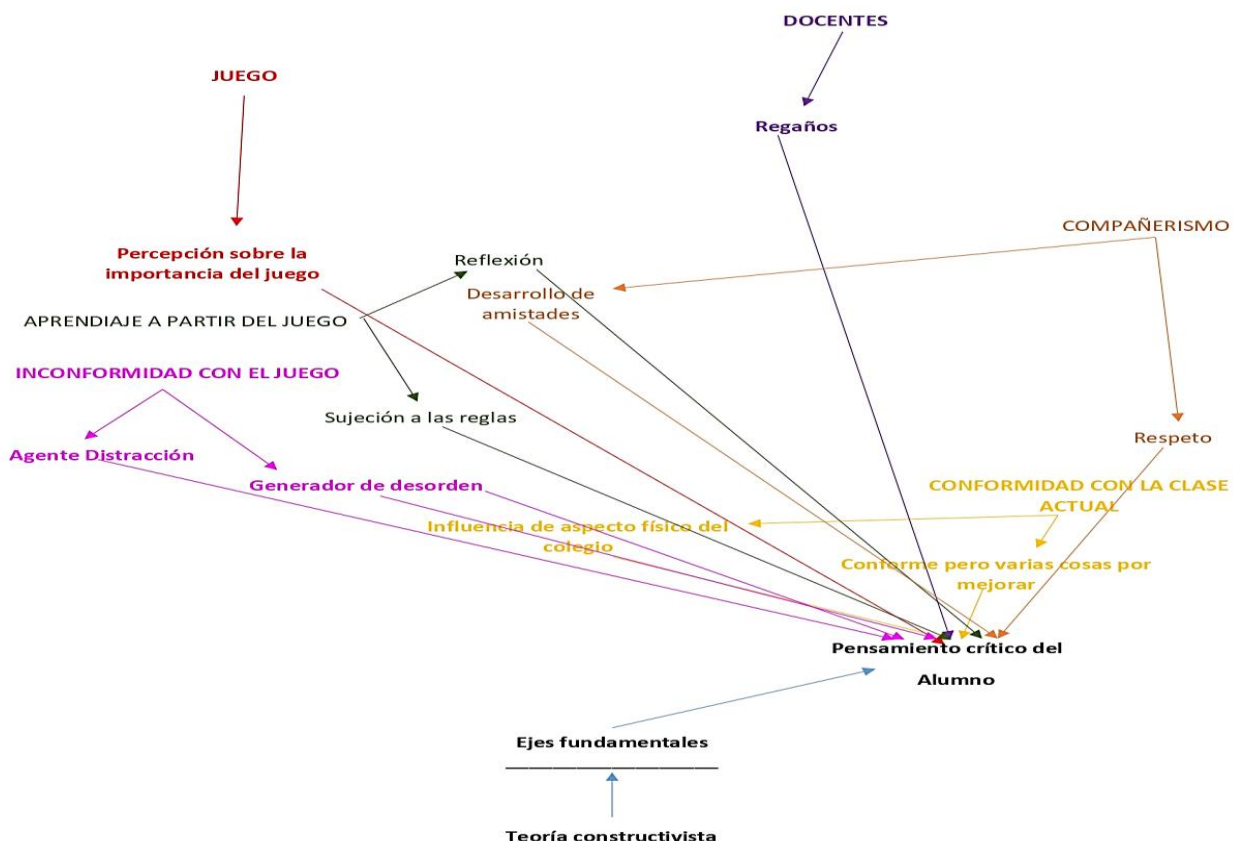 DOCENTES
JUEGO
Regaños
COMPAÑERISMO
Percepción sobre la
importancia del juego
Reflexión
Desarrollo de
amistades
APRENDIAJE A PARTIR DEL JUEGO
INCONFORMIDAD CON EL JUEGO
Sujeción a las reglas
Respeto
Agente Distracción
Generador de desorden
CONFORMIDAD CON LA CLASE
ACTUAL
Influencia de aspecto físico del
colegio
Conforme pero varias cosas por
mejorar
Pensamiento crítico del
Alumno
Ejes fundamentales
Teoría constructivista